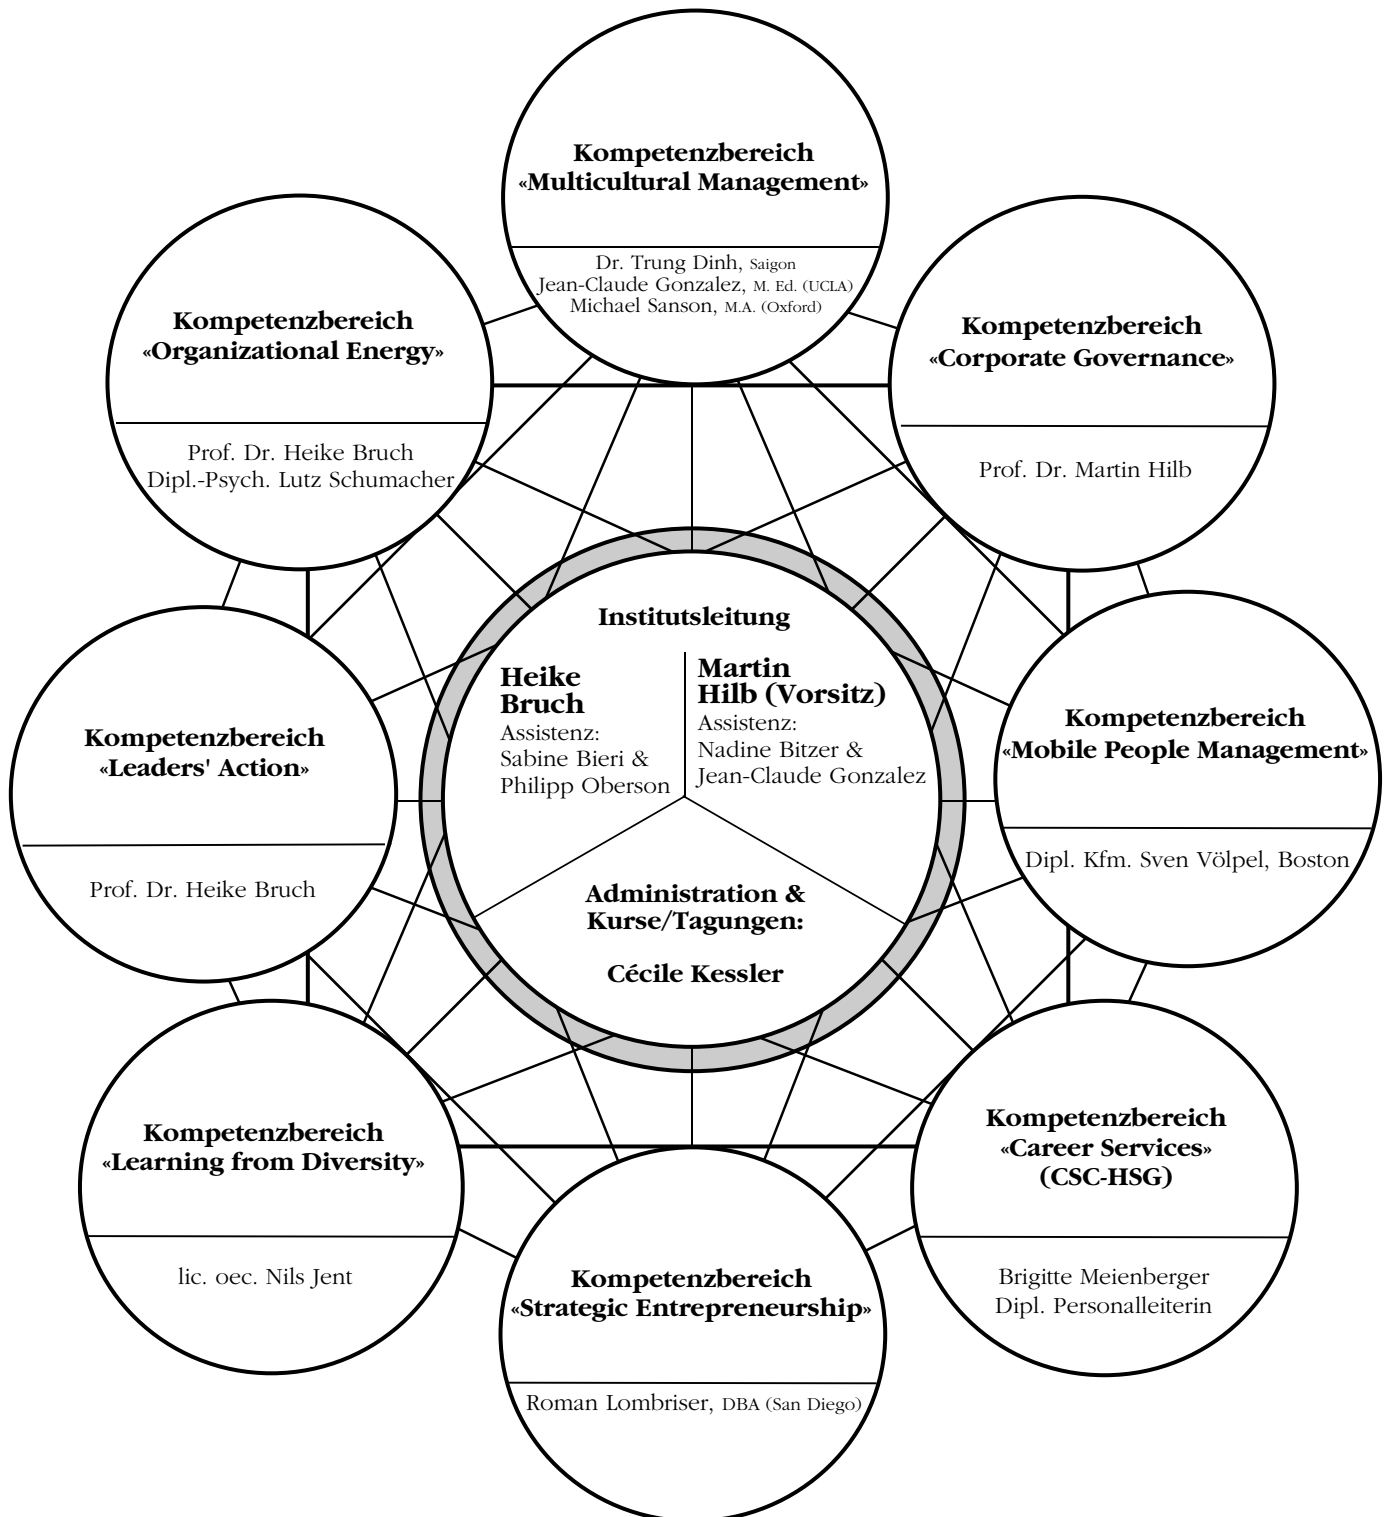 Kompetenzbereich
«Multicultural Management»
Dr. Trung Dinh, Saigon
Jean-Claude Gonzalez, M. Ed. (UCLA)
Michael Sanson, M.A. (Oxford)
Kompetenzbereich
«Organizational Energy»
Prof. Dr. Heike Bruch
Dipl.-Psych. Lutz Schumacher
Kompetenzbereich
«Corporate Governance»
Prof. Dr. Martin Hilb
Institutsleitung
Heike
Bruch
Assistenz:
Sabine Bieri &
Philipp Oberson
Martin
Hilb (Vorsitz)
Assistenz:
Nadine Bitzer &
Jean-Claude Gonzalez
Administration &
Kurse/Tagungen:
Cécile Kessler
Kompetenzbereich
«Leaders' Action»
Prof. Dr. Heike Bruch
Kompetenzbereich
«Mobile People Management»
Dipl. Kfm. Sven Völpel, Boston
Kompetenzbereich
«Learning from Diversity»
lic. oec. Nils Jent
Kompetenzbereich
«Strategic Entrepreneurship»
Roman Lombriser, DBA (San Diego)
Kompetenzbereich
«Career Services»
(CSC-HSG)
Brigitte Meienberger
Dipl. Personalleiterin